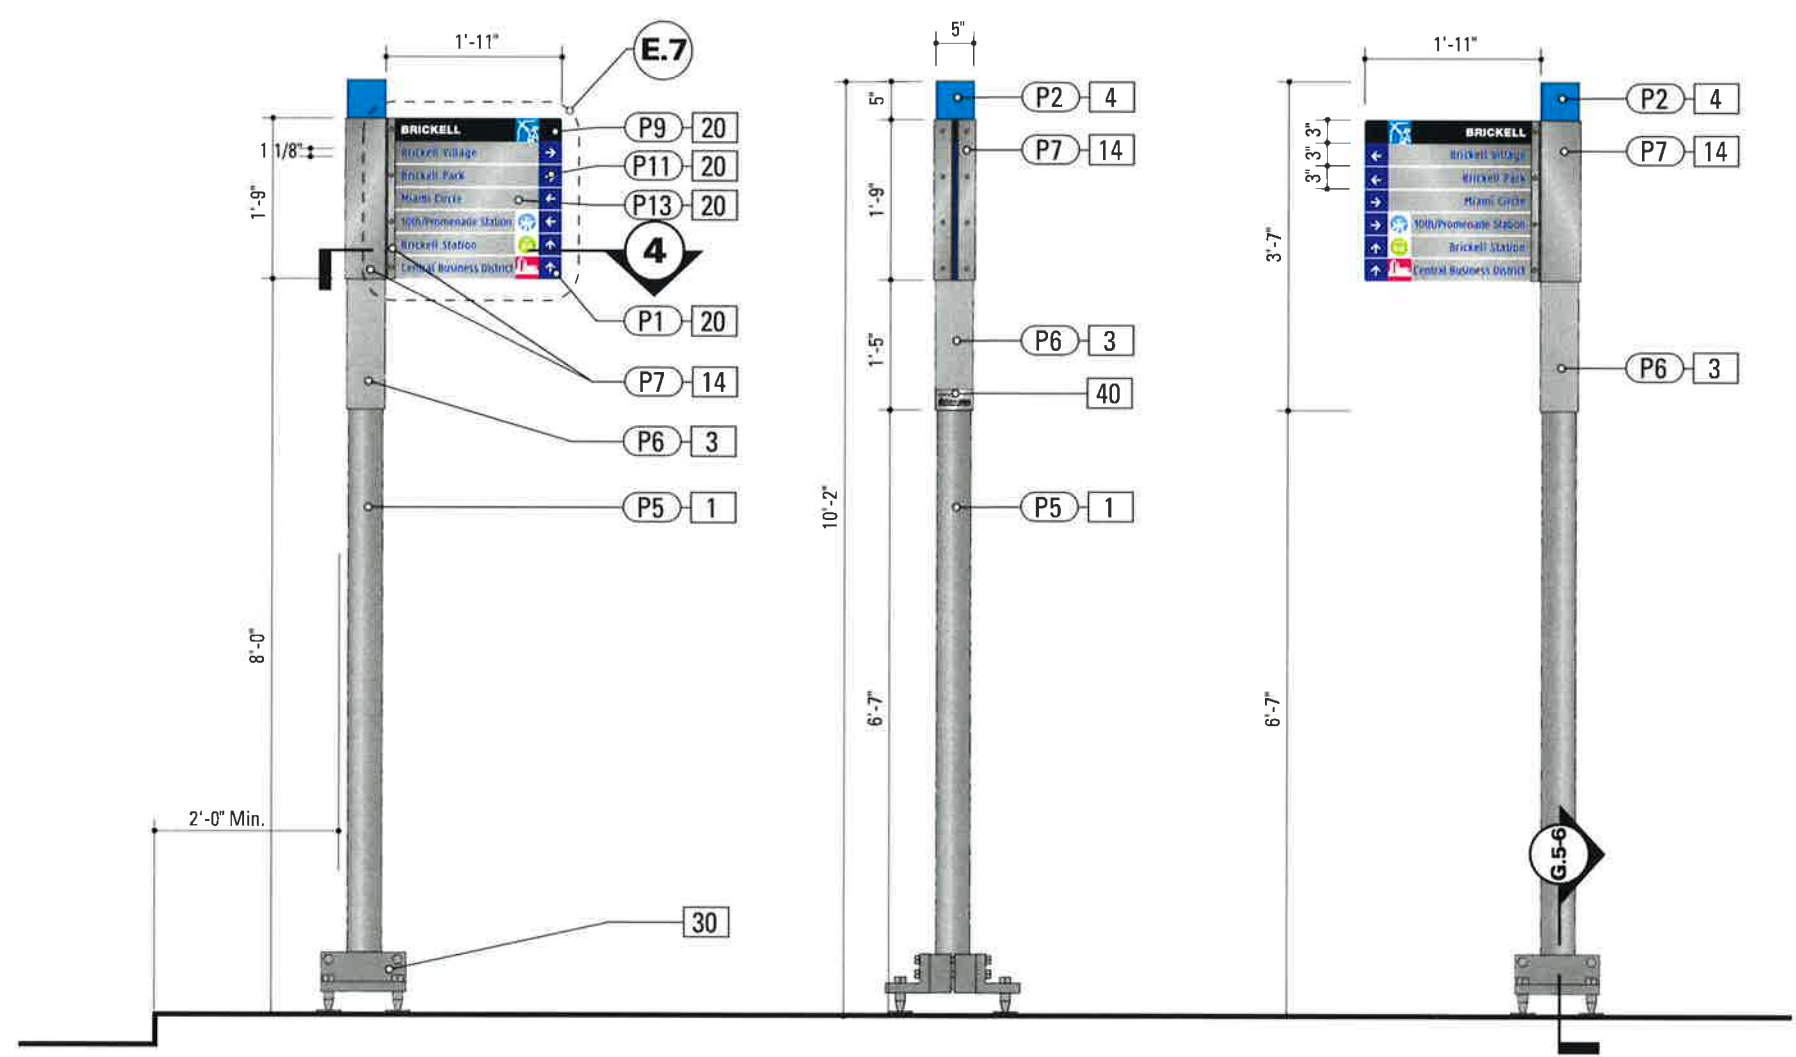 1'-11"
E.7
BRICKELL
Brickell Village
Brickell Park
Miami Circle
10th/Promenade Station
Brickell Station
Central Business District
1 1/8"
1'-9"
8'-0"
2'-0" Min.
P9 20
P11 20
P13 20
4
P1 20
P7 14
P6 3
P5 1
30
5"
5"
1'-9"
1'-5"
10'-2"
6'-7"
P2 4
P7 14
P6 3
40
P5 1
1'-11"
3"
3"
3"
3'-7"
6'-7"
BRICKELL
Brickell Village
Brickell Park
Miami Circle
10th/Promenade Station
Brickell Station
Central Business District
P2 4
P7 14
P6 3
G.5-6